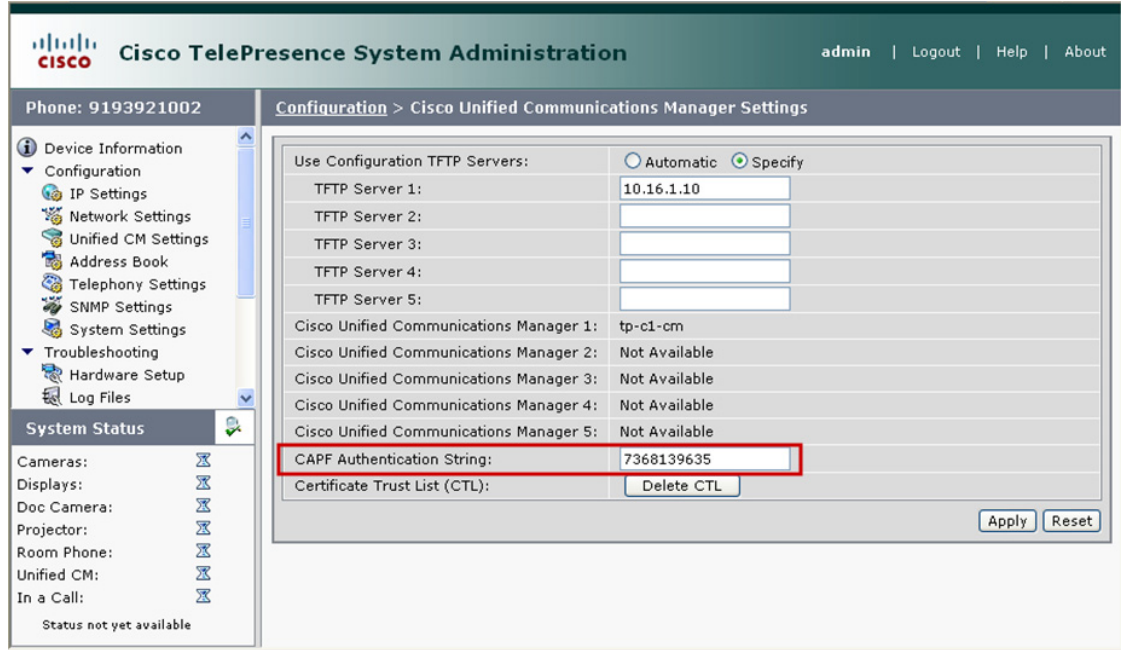 CISCO Cisco TelePresence System Administration admin | Logout | Help | About
Phone: 9193921002
Device Information
Configuration
IP Settings
Network Settings
Unified CM Settings
Address Book
Telephony Settings
SNMP Settings
System Settings
Troubleshooting
Hardware Setup
Log Files
System Status
Cameras:
Displays:
Doc Camera:
Projector:
Room Phone:
Unified CM:
In a Call:
Status not yet available
Configuration > Cisco Unified Communications Manager Settings
Use Configuration TFTP Servers: Automatic Specify
TFTP Server 1: 10.16.1.10
TFTP Server 2:
TFTP Server 3:
TFTP Server 4:
TFTP Server 5:
Cisco Unified Communications Manager 1: tp-c1-cm
Cisco Unified Communications Manager 2: Not Available
Cisco Unified Communications Manager 3: Not Available
Cisco Unified Communications Manager 4: Not Available
Cisco Unified Communications Manager 5: Not Available
CAPF Authentication String: 7368139635
Certificate Trust List (CTL): Delete CTL
Apply Reset